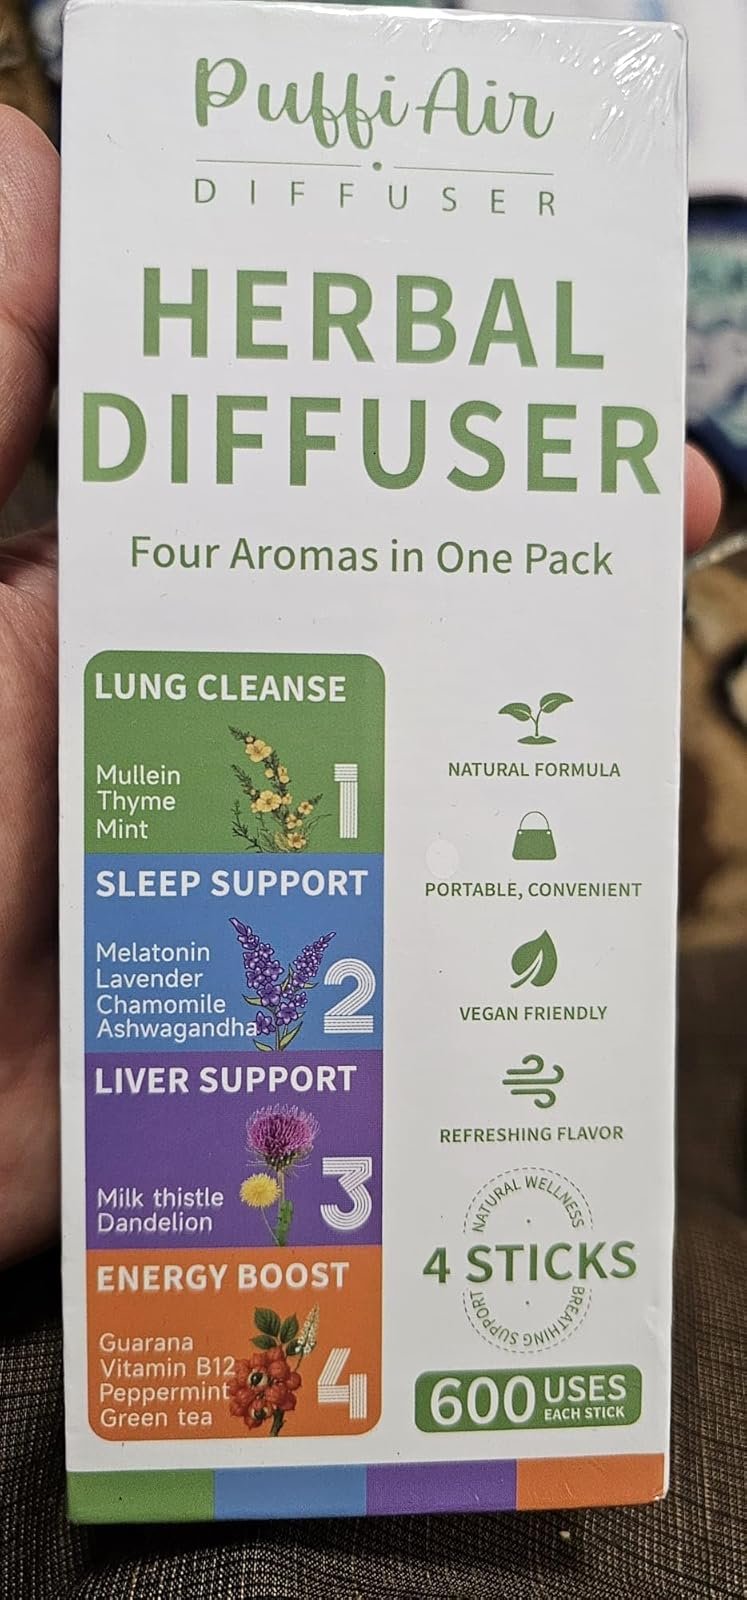 Puffi Air
DIFFUSER
HERBAL
DIFFUSER
Four Aromas in One Pack
LUNG CLEANSE
Mullein
Thyme
Mint
1
SLEEP SUPPORT
Melatonin
Lavender
Chamomile
Ashwagandha
2
LIVER SUPPORT
Milk thistle
Dandelion
3
ENERGY BOOST
Guarana
Vitamin B12
Peppermint
Green tea
4
NATURAL FORMULA
PORTABLE, CONVENIENT
VEGAN FRIENDLY
REFRESHING FLAVOR
NATURAL WELLNESS
4 STICKS
BREATHING SUPPORT
600 USES
EACH STICK